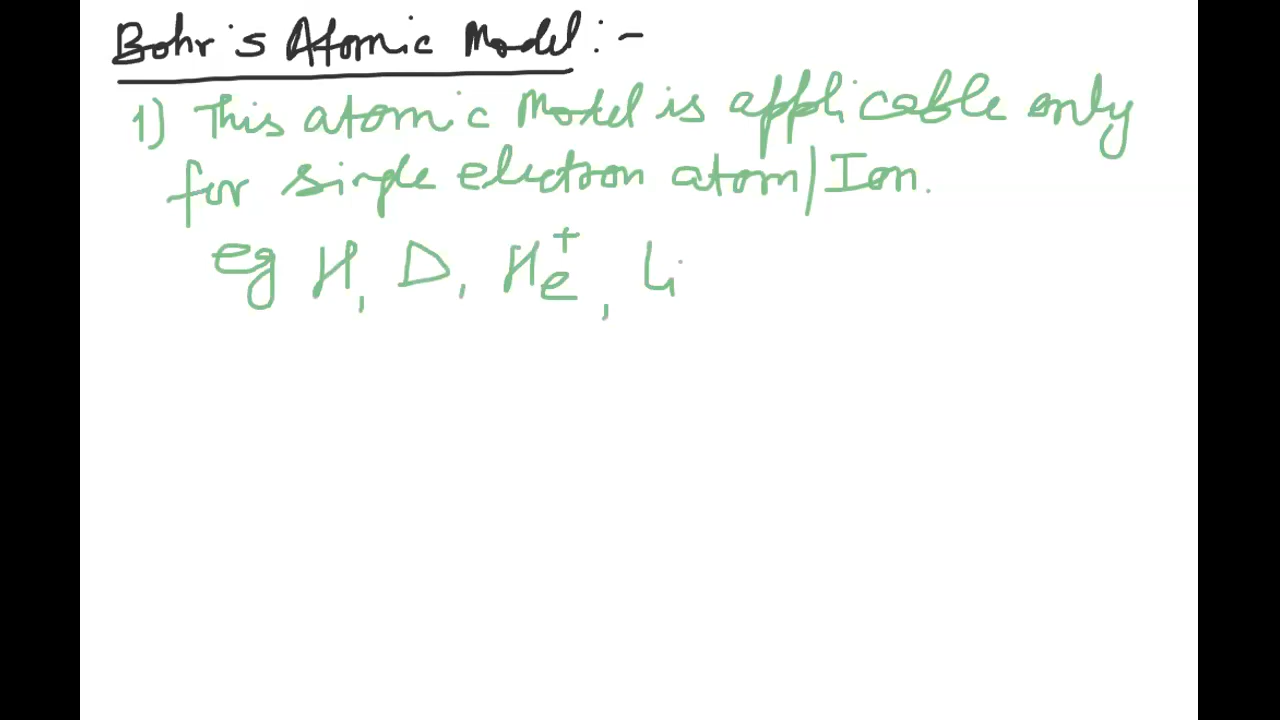 Bohr's Atomic Model :-
1) This atomic Model is applicable only
for single electron atom/Ion.
eg H, D, He+, Li